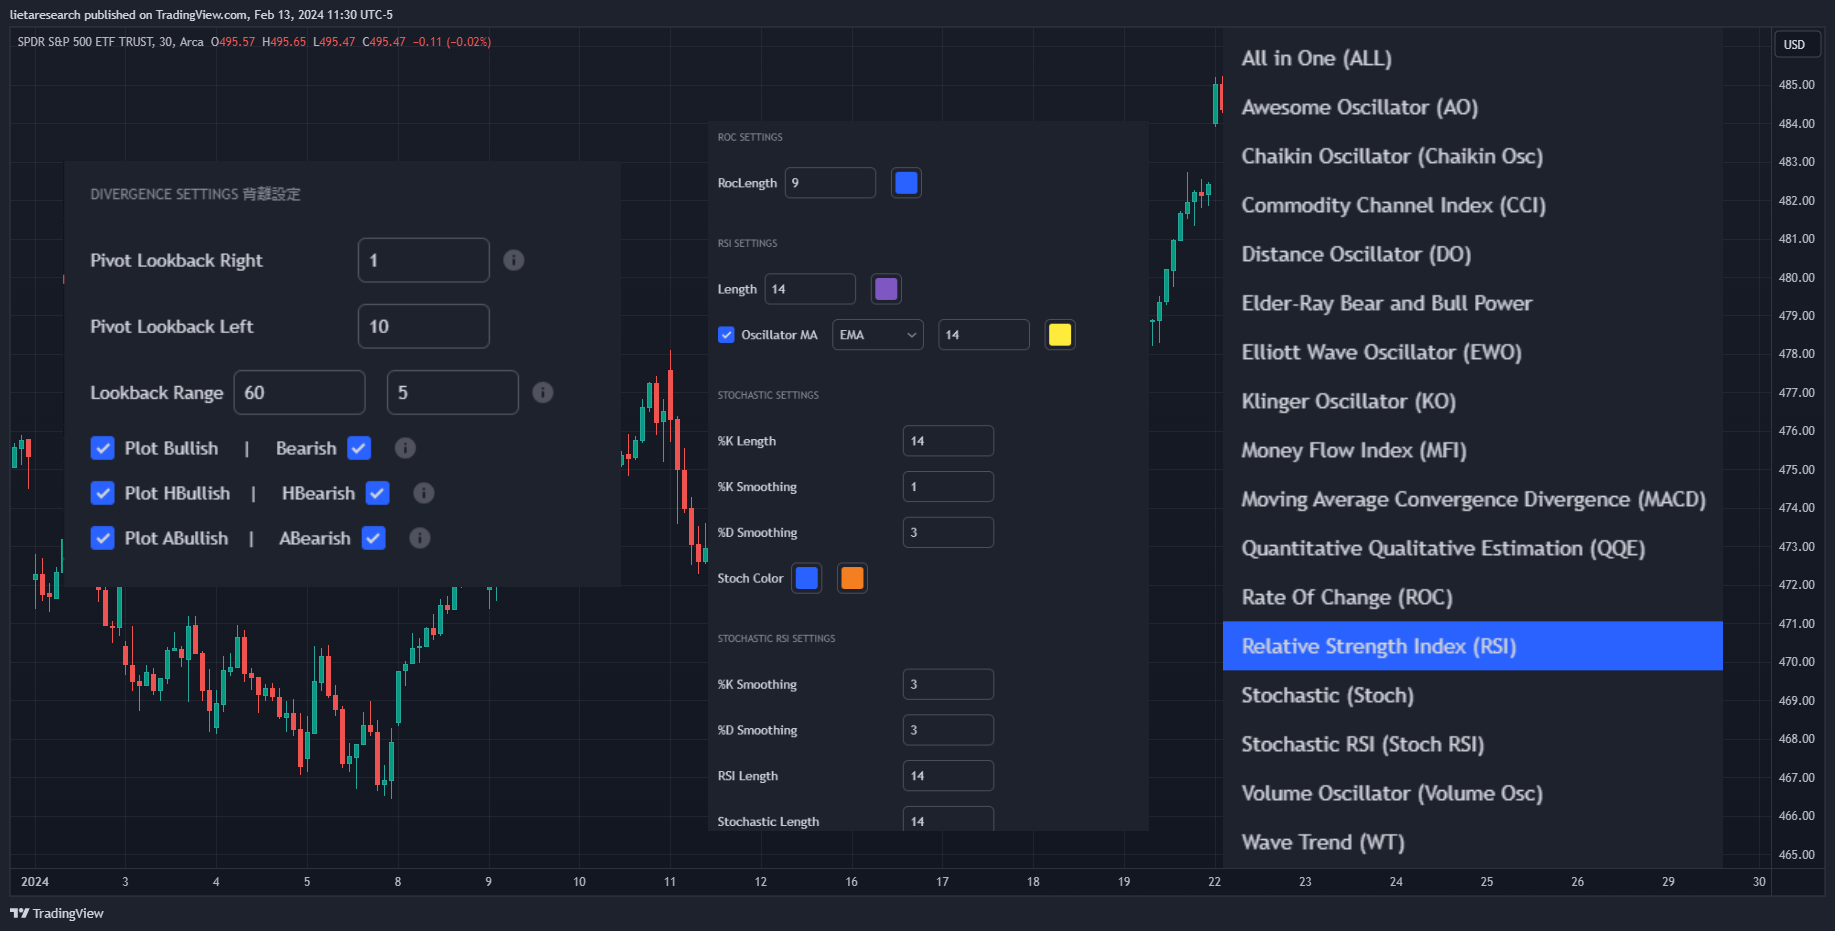 lietaresearch published on TradingView.com, Feb 13, 2024 11:30 UTC-5
SPDR S&P 500 ETF TRUST, 30, Arca O495.57 H495.65 L495.47 C495.47 −0.11 (−0.02%)
DIVERGENCE SETTINGS 背離設定
Pivot Lookback Right 1
Pivot Lookback Left 10
Lookback Range 60 5
Plot Bullish | Bearish
Plot HBullish | HBearish
Plot ABullish | ABearish
ROC SETTINGS
RocLength 9
RSI SETTINGS
Length 14
Oscillator MA EMA 14
STOCHASTIC SETTINGS
%K Length 14
%K Smoothing 1
%D Smoothing 3
Stoch Color
STOCHASTIC RSI SETTINGS
%K Smoothing 3
%D Smoothing 3
RSI Length 14
Stochastic Length 14
All in One (ALL)
Awesome Oscillator (AO)
Chaikin Oscillator (Chaikin Osc)
Commodity Channel Index (CCI)
Distance Oscillator (DO)
Elder-Ray Bear and Bull Power
Elliott Wave Oscillator (EWO)
Klinger Oscillator (KO)
Money Flow Index (MFI)
Moving Average Convergence Divergence (MACD)
Quantitative Qualitative Estimation (QQE)
Rate Of Change (ROC)
Relative Strength Index (RSI)
Stochastic (Stoch)
Stochastic RSI (Stoch RSI)
Volume Oscillator (Volume Osc)
Wave Trend (WT)
USD
485.00
484.00
483.00
482.00
481.00
480.00
479.00
478.00
477.00
476.00
475.00
474.00
473.00
472.00
471.00
470.00
469.00
468.00
467.00
466.00
465.00
2024 3 4 5 8 9 10 11 12 16 17 18 19 22 23 24 25 26 29 30
TradingView